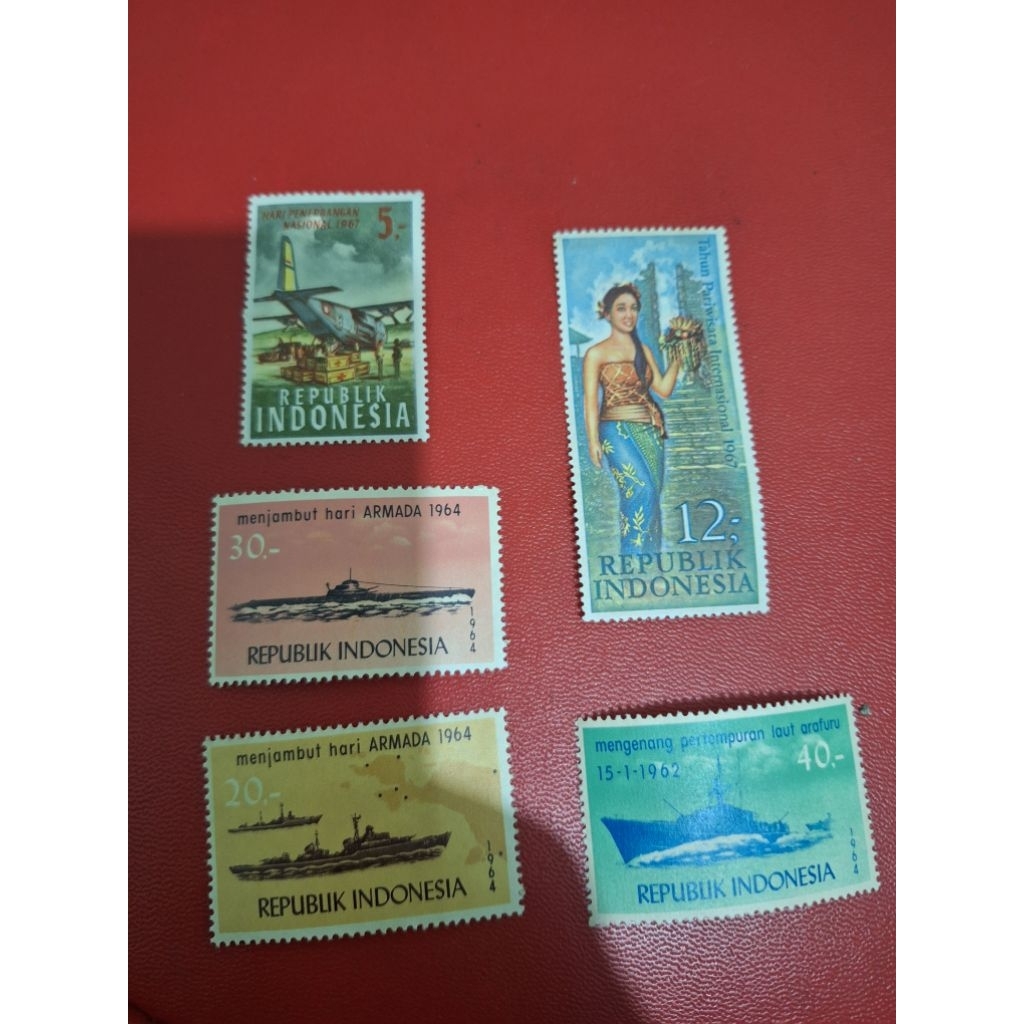 HARI PENERBANGAN
NASIONAL 1967
5,-
REPUBLIK
INDONESIA
Tahun Pariwisata Internasional 1967
12,-
REPUBLIK
INDONESIA
menjambut hari ARMADA 1964
30,-
1964
REPUBLIK INDONESIA
menjambut hari ARMADA 1964
20,-
1964
REPUBLIK INDONESIA
mengenang pertempuran laut arafuru
15-1-1962
40,-
1964
REPUBLIK INDONESIA